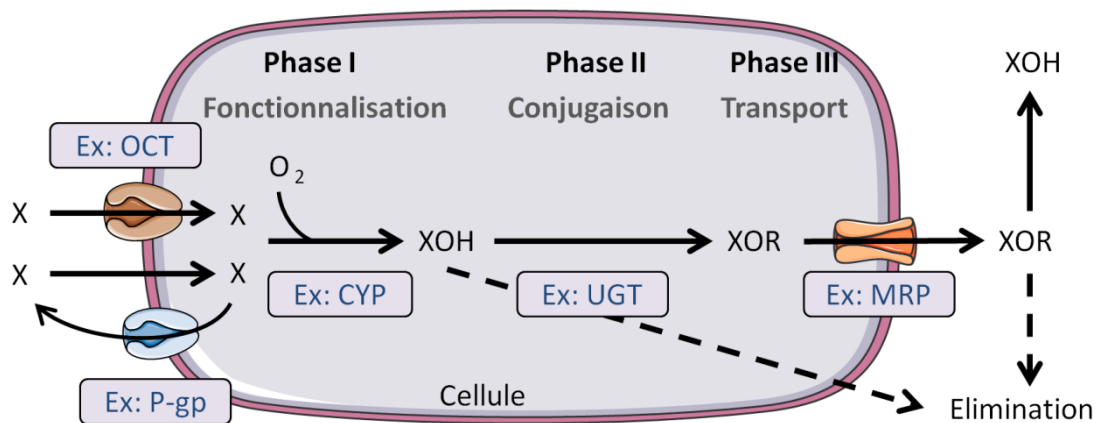 Phase I
Phase II
Phase III
XOH
Fonctionnalisation
Conjugaison
Transport
Ex: OCT
O2
X
X
XOH
XOR
XOR
X
X
Ex: CYP
Ex: UGT
Ex: MRP
Ex: P-gp
Cellule
Elimination